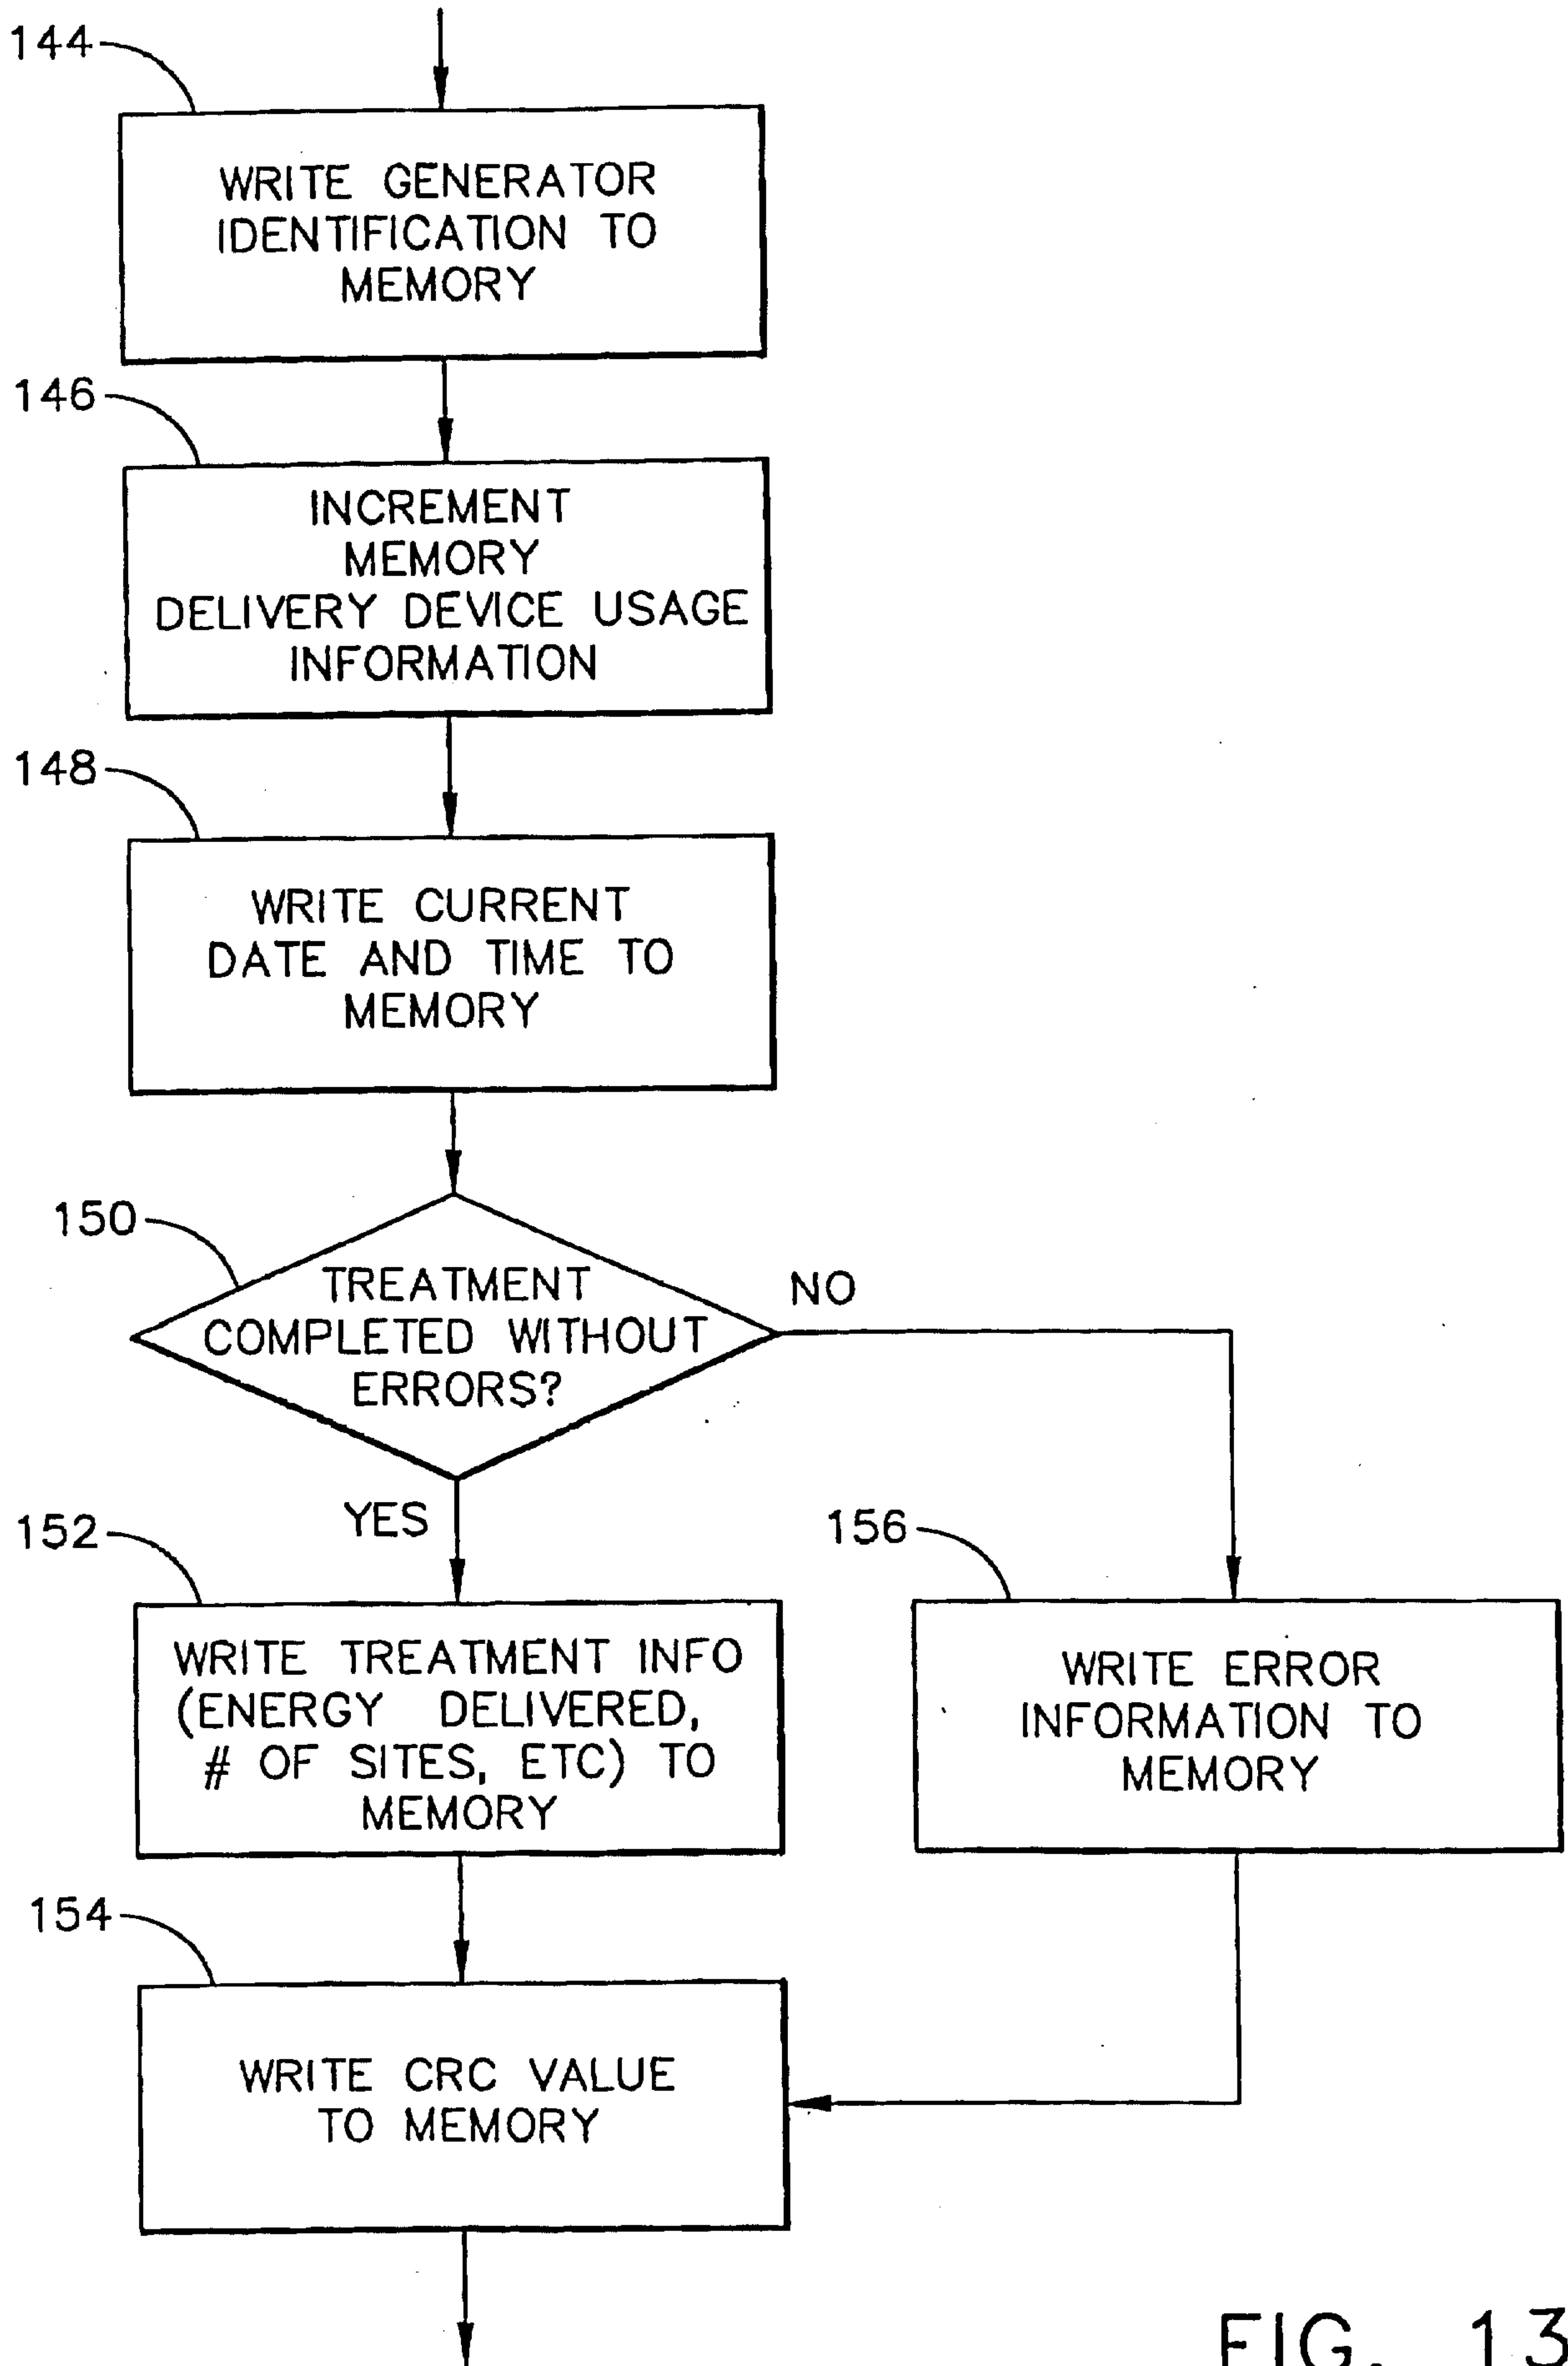 144
WRITE GENERATOR
IDENTIFICATION TO
MEMORY
146
INCREMENT
MEMORY
DELIVERY DEVICE USAGE
INFORMATION
148
WRITE CURRENT
DATE AND TIME TO
MEMORY
150
TREATMENT
COMPLETED WITHOUT
ERRORS?
NO
YES
152
WRITE TREATMENT INFO
(ENERGY DELIVERED,
# OF SITES, ETC) TO
MEMORY
156
WRITE ERROR
INFORMATION TO
MEMORY
154
WRITE CRC VALUE
TO MEMORY
FIG. 13